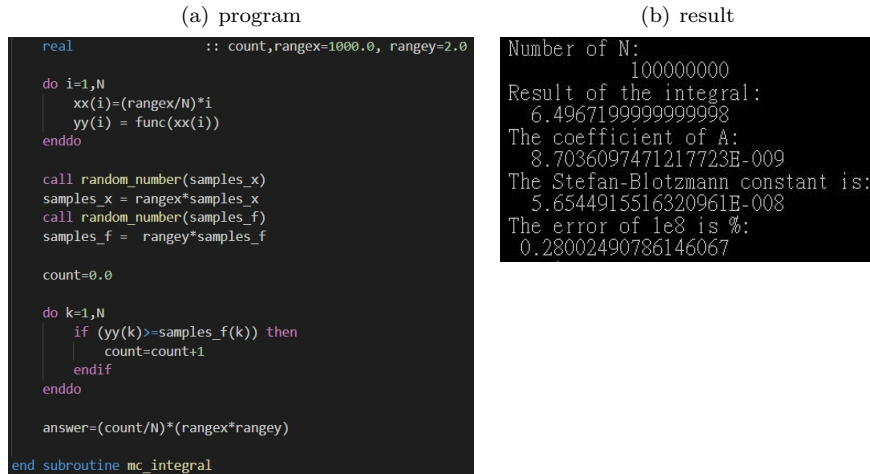 (a) program
real :: count,rangex=1000.0, rangey=2.0
do i=1,N
xx(i)=(rangex/N)*i
yy(i) = func(xx(i))
enddo
call random_number(samples_x)
samples_x = rangex*samples_x
call random_number(samples_f)
samples_f =  rangey*samples_f
count=0.0
do k=1,N
if (yy(k)>=samples_f(k)) then
count=count+1
endif
enddo
answer=(count/N)*(rangex*rangey)
end subroutine mc_integral
(b) result
Number of N:
100000000
Result of the integral:
6.4967199999999998
The coefficient of A:
8.7036097471217723E-009
The Stefan-Blotzmann constant is:
5.6544915516320961E-008
The error of 1e8 is %:
0.28002490786146067